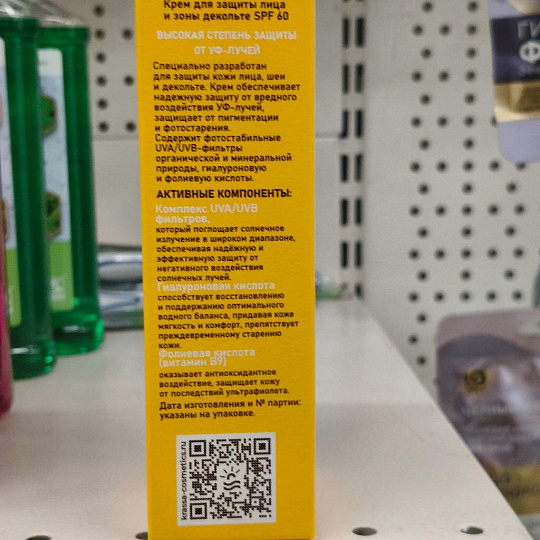 Крем для защиты лица
и зоны декольте SPF 60
ВЫСОКАЯ СТЕПЕНЬ ЗАЩИТЫ
ОТ УФ-ЛУЧЕЙ
Специально разработан
для защиты кожи лица, шеи
и декольте. Крем обеспечивает
надежную защиту от вредного
воздействия УФ-лучей,
защищает от пигментации
и фотостарения.
Содержит фотостабильные
UVA/UVB-фильтры
органической и минеральной
природы, гиалуроновую
и фолиевую кислоты.
АКТИВНЫЕ КОМПОНЕНТЫ:
Комплекс UVA/UVB
фильтров,
который поглощает солнечное
излучение в широком диапазоне,
обеспечивая надёжную и
эффективную защиту от
негативного воздействия
солнечных лучей.
Гиалуроновая кислота
способствует восстановлению
и поддержанию оптимального
водного баланса, придавая коже
мягкость и комфорт, препятствует
преждевременному старению
кожи.
Фолиевая кислота
(витамин В9)
оказывает антиоксидантное
воздействие, защищает кожу
от последствий ультрафиолета.
Дата изготовления и № партии:
указаны на упаковке.
krassa-cosmetics.ru